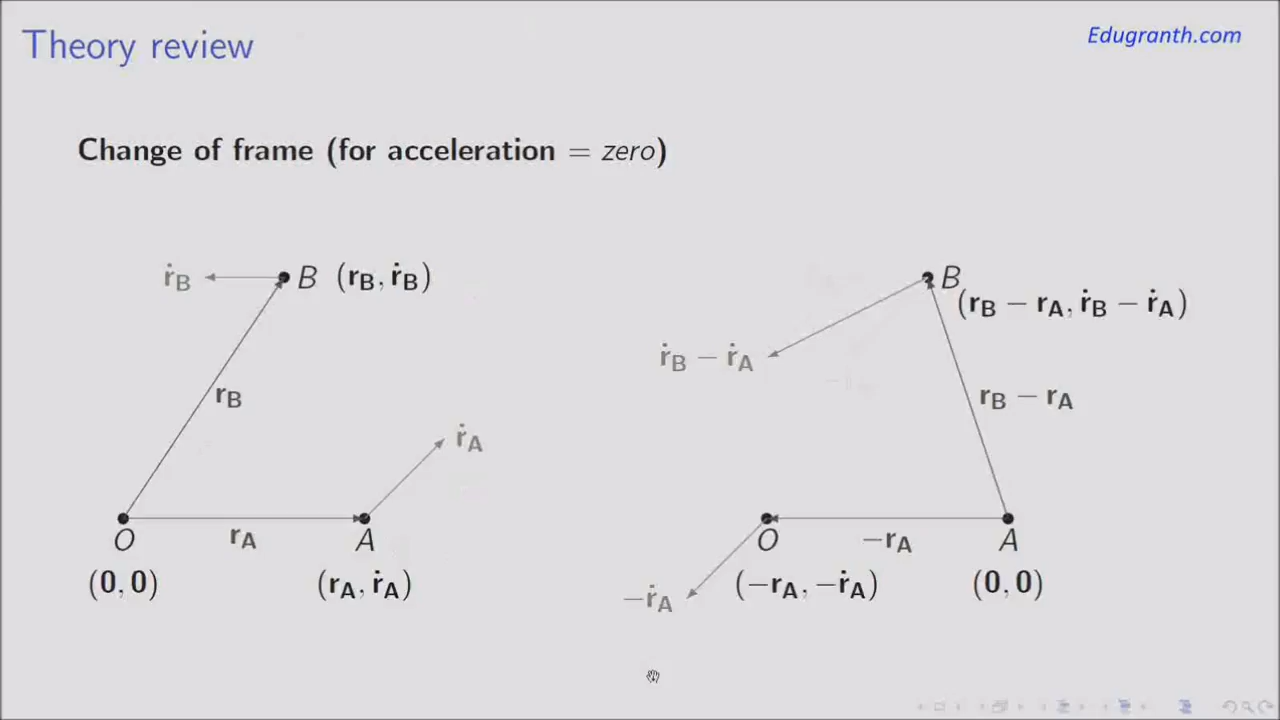 Theory review
Edugranth.com
Change of frame (for acceleration = zero)
ṙB
B (rB, ṙB)
rB
ṙA
O
rA
A
(0, 0)
(rA, ṙA)
B
(rB − rA, ṙB − ṙA)
ṙB − ṙA
rB − rA
O
−rA
A
−ṙA
(−rA, −ṙA)
(0, 0)